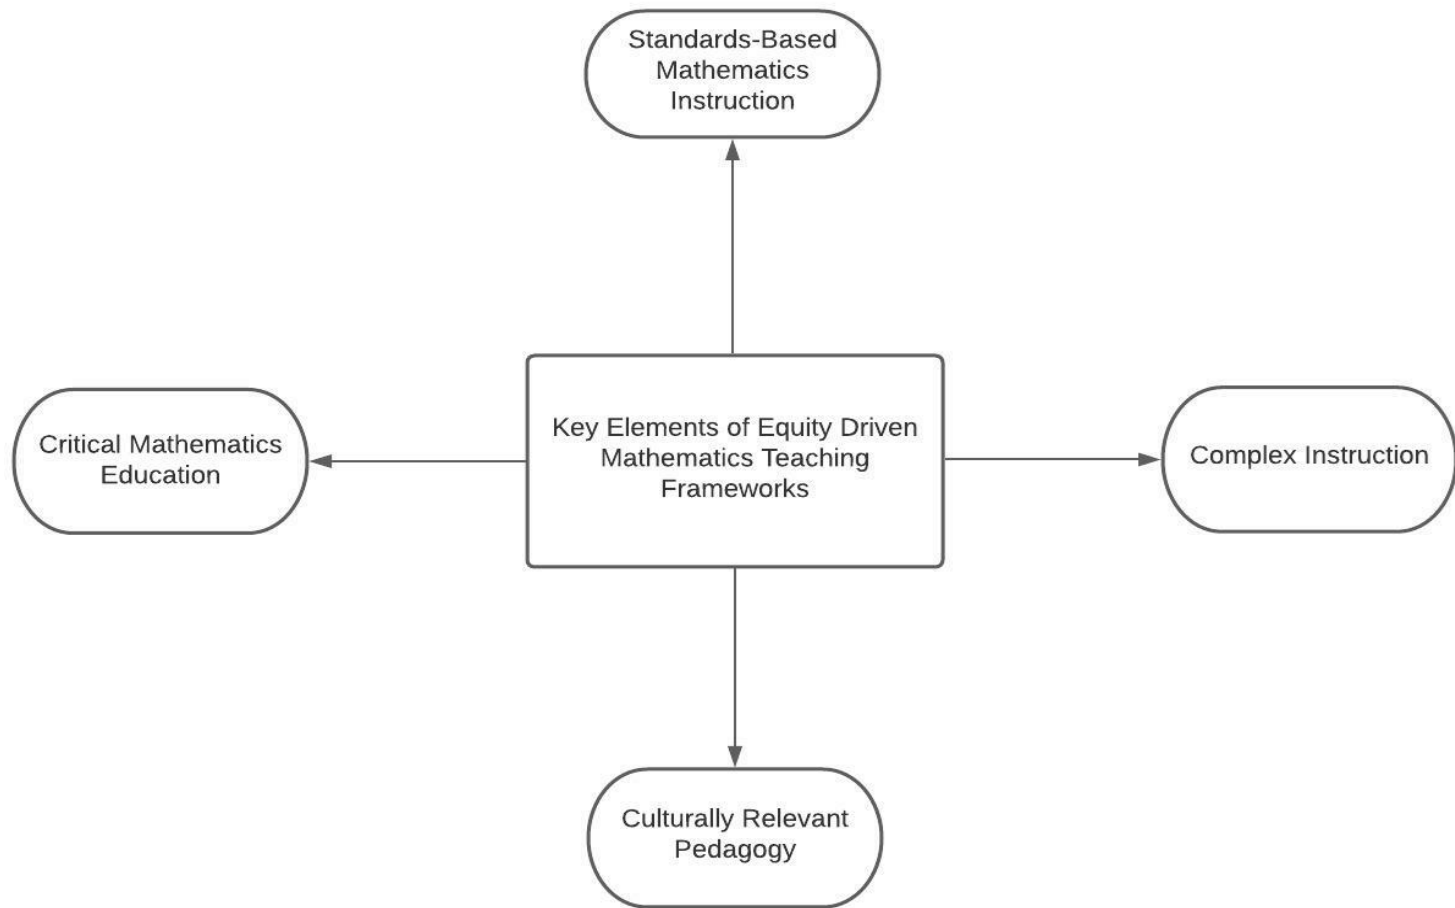 Standards-Based
Mathematics
Instruction
Critical Mathematics
Education
Key Elements of Equity Driven
Mathematics Teaching
Frameworks
Complex Instruction
Culturally Relevant
Pedagogy